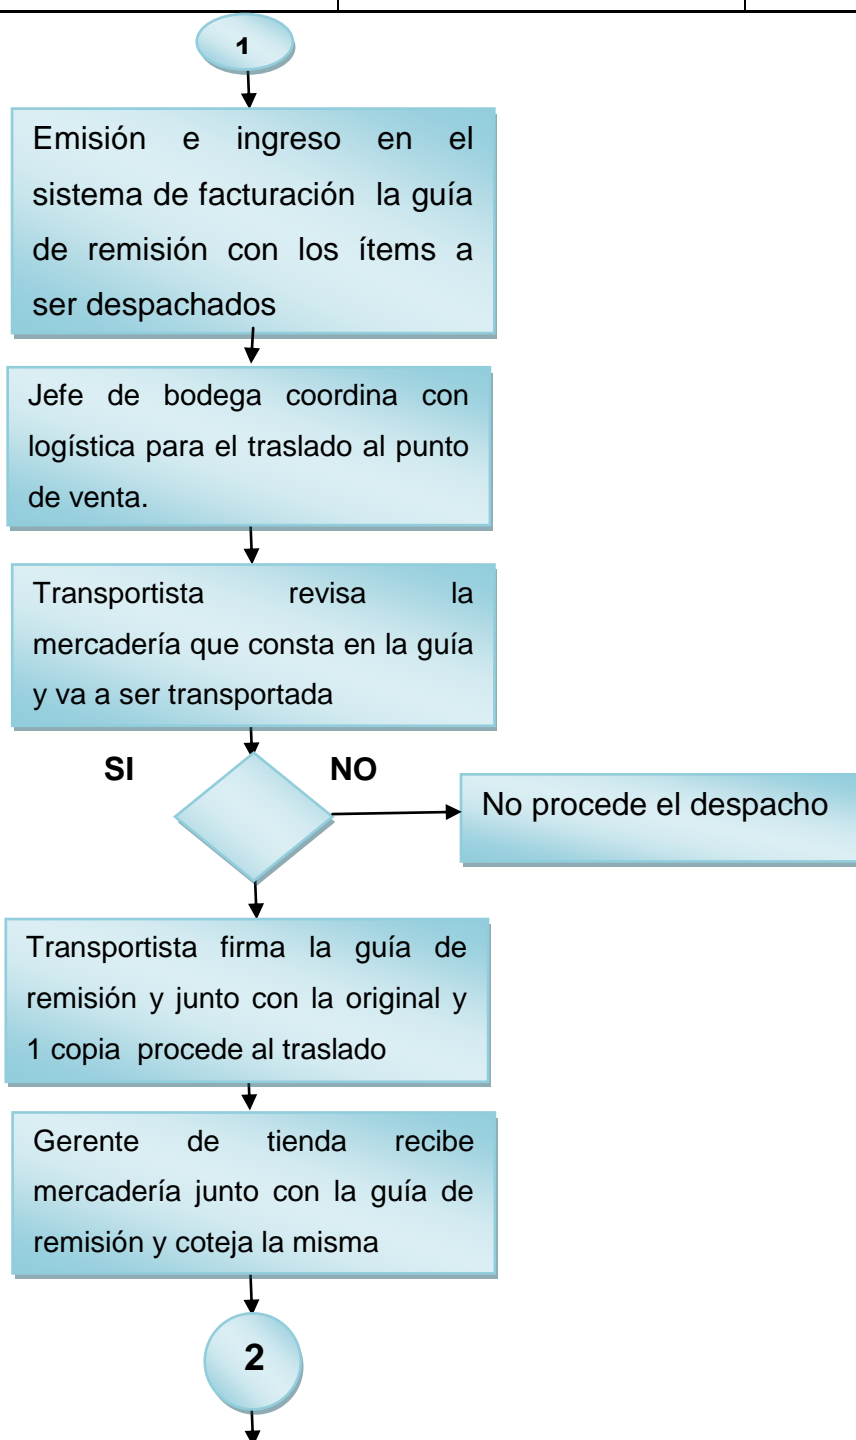 1
Emisión e ingreso en el
sistema de facturación la guía
de remisión con los ítems a
ser despachados
Jefe de bodega coordina con
logística para el traslado al punto
de venta.
Transportista revisa la
mercadería que consta en la guía
y va a ser transportada
SI NO
No procede el despacho
Transportista firma la guía de
remisión y junto con la original y
1 copia procede al traslado
Gerente de tienda recibe
mercadería junto con la guía de
remisión y coteja la misma
2